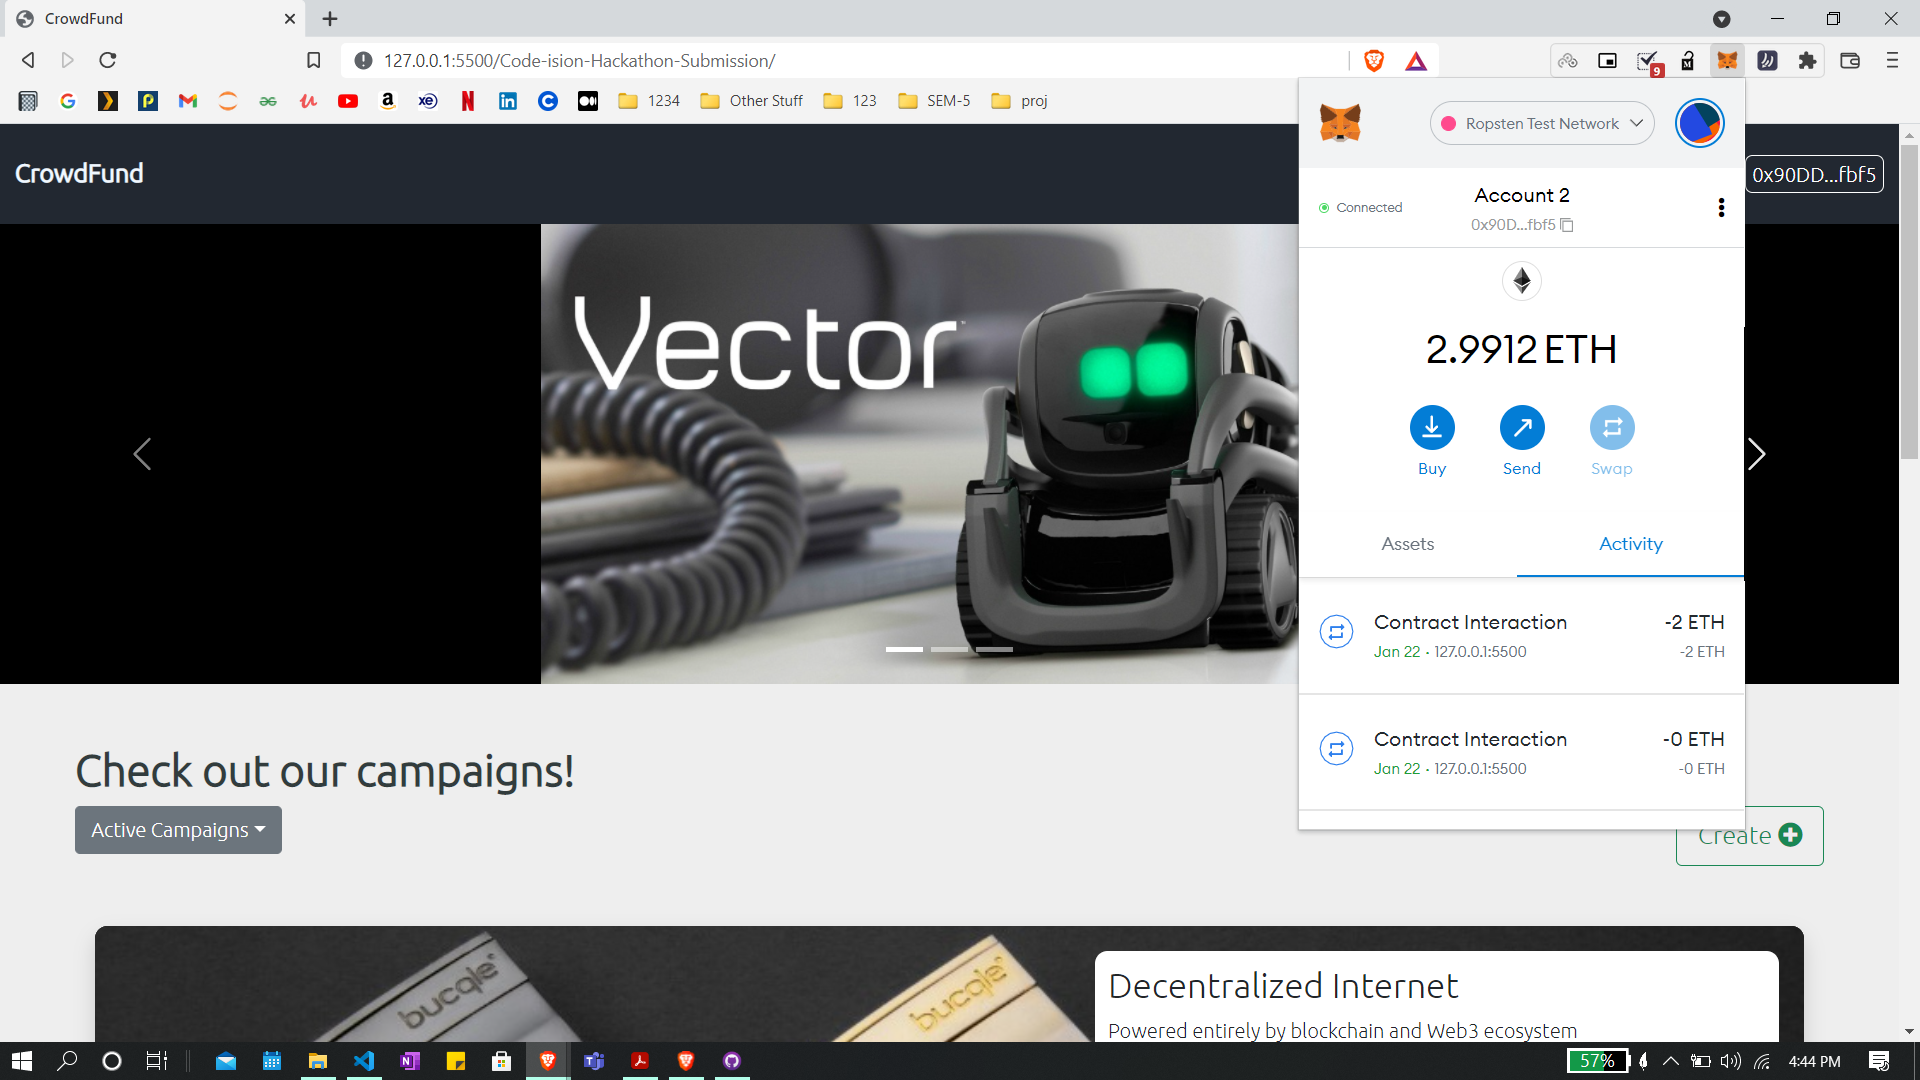 CrowdFund
127.0.0.1:5500/Code-ision-Hackathon-Submission/
9
1234
Other Stuff
123
SEM-5
proj
CrowdFund
0x90DD...fbf5
Ropsten Test Network
Connected
Account 2
0x90D...fbf5
2.9912 ETH
Buy
Send
Swap
Assets
Activity
Contract Interaction
-2 ETH
Jan 22 · 127.0.0.1:5500
-2 ETH
Contract Interaction
-0 ETH
Jan 22 · 127.0.0.1:5500
-0 ETH
Vector
Check out our campaigns!
Active Campaigns
Create
bucqle
bucqle
Decentralized Internet
Powered entirely by blockchain and Web3 ecosystem
57%
4:44 PM